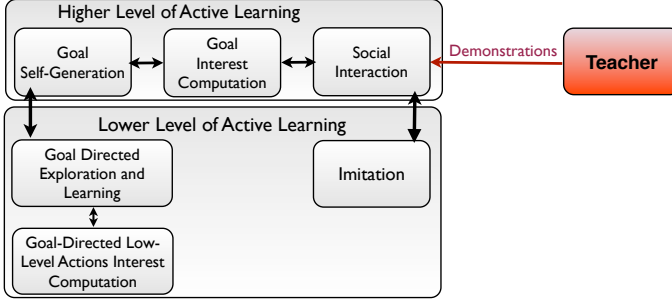 Higher Level of Active Learning
Goal
Self-Generation
Goal
Interest
Computation
Social
Interaction
Demonstrations
Teacher
Lower Level of Active Learning
Goal Directed
Exploration and
Learning
Imitation
Goal-Directed Low-
Level Actions Interest
Computation